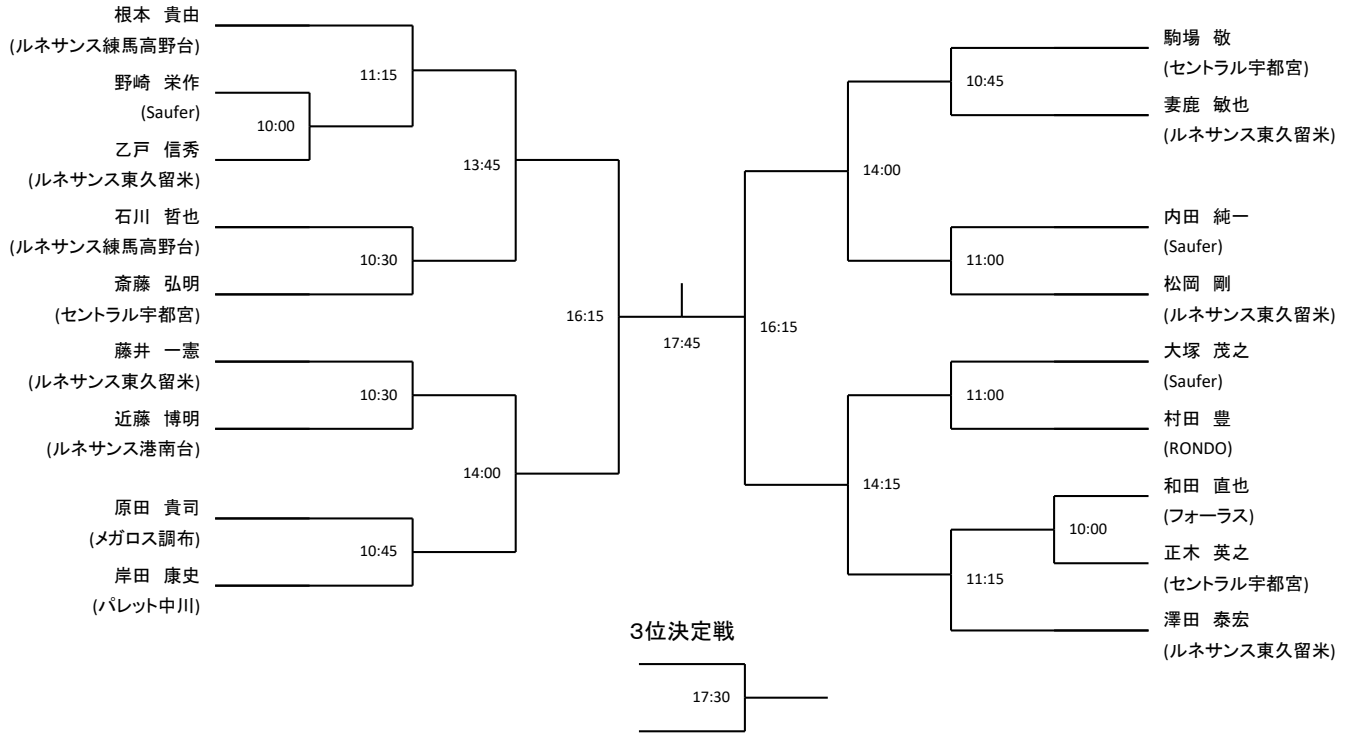 根本　貴由
(ルネサンス練馬高野台)
11:15
野崎　栄作
(Saufer)
10:00
乙戸　信秀
(ルネサンス東久留米)
13:45
石川　哲也
(ルネサンス練馬高野台)
10:30
斎藤　弘明
(セントラル宇都宮)
16:15
藤井　一憲
(ルネサンス東久留米)
10:30
近藤　博明
(ルネサンス港南台)
14:00
原田　貴司
(メガロス調布)
10:45
岸田　康史
(パレット中川)
17:45
駒場　敬
(セントラル宇都宮)
10:45
妻鹿　敏也
(ルネサンス東久留米)
14:00
内田　純一
(Saufer)
11:00
松岡　剛
(ルネサンス東久留米)
16:15
大塚　茂之
(Saufer)
11:00
村田　豊
(RONDO)
14:15
和田　直也
(フォーラス)
10:00
正木　英之
(セントラル宇都宮)
11:15
澤田　泰宏
(ルネサンス東久留米)
3位決定戦
17:30